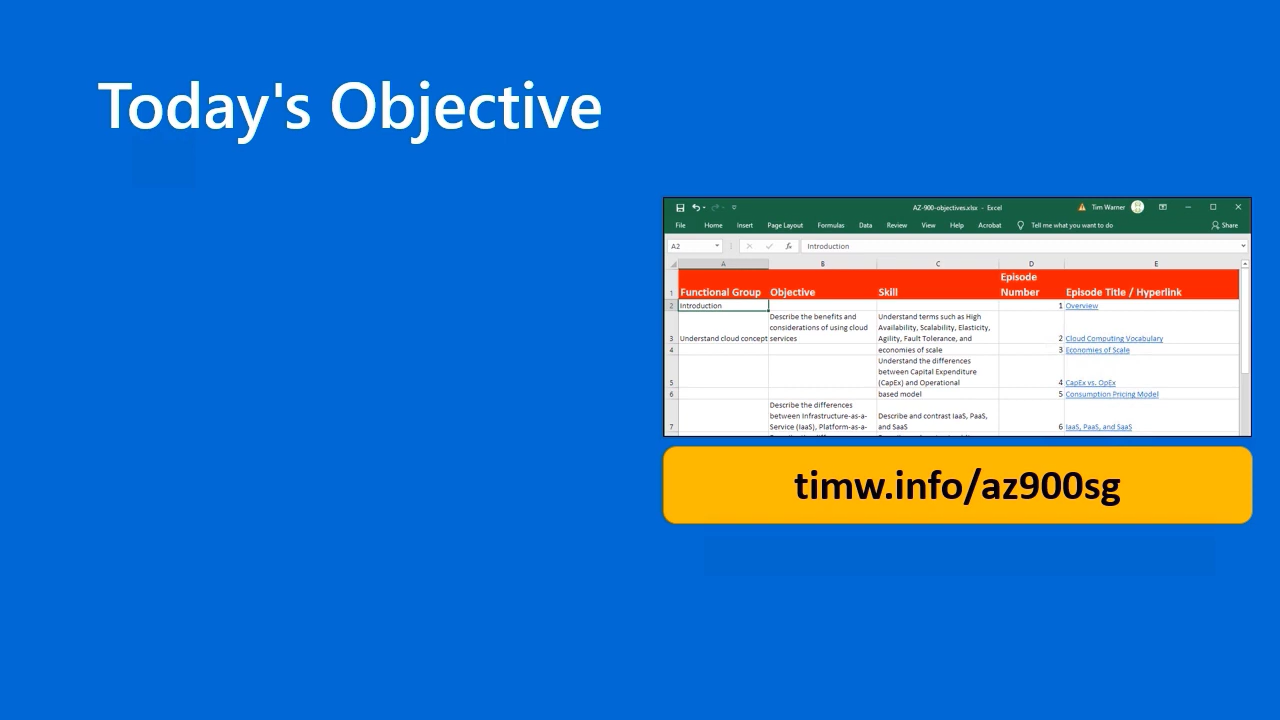 Today's Objective
AZ-900-objectives.xlsx - Excel
Tim Warner
File Home Insert Page Layout Formulas Data Review View Help Acrobat Tell me what you want to do Share
A2 fx Introduction
A B C D E
Episode
1 Functional Group Objective Skill Number Episode Title / Hyperlink
2 Introduction 1 Overview
Describe the benefits and Understand terms such as High
considerations of using cloud Availability, Scalability, Elasticity,
3 Understand cloud concept services Agility, Fault Tolerance, and 2 Cloud Computing Vocabulary
4 economies of scale 3 Economies of Scale
Understand the differences
between Capital Expenditure
5 (CapEx) and Operational 4 CapEx vs. OpEx
6 based model 5 Consumption Pricing Model
Describe the differences
between Infrastructure-as-a- Describe and contrast IaaS, PaaS,
7 Service (IaaS), Platform-as-a- and SaaS 6 IaaS, PaaS, and SaaS
timw.info/az900sg